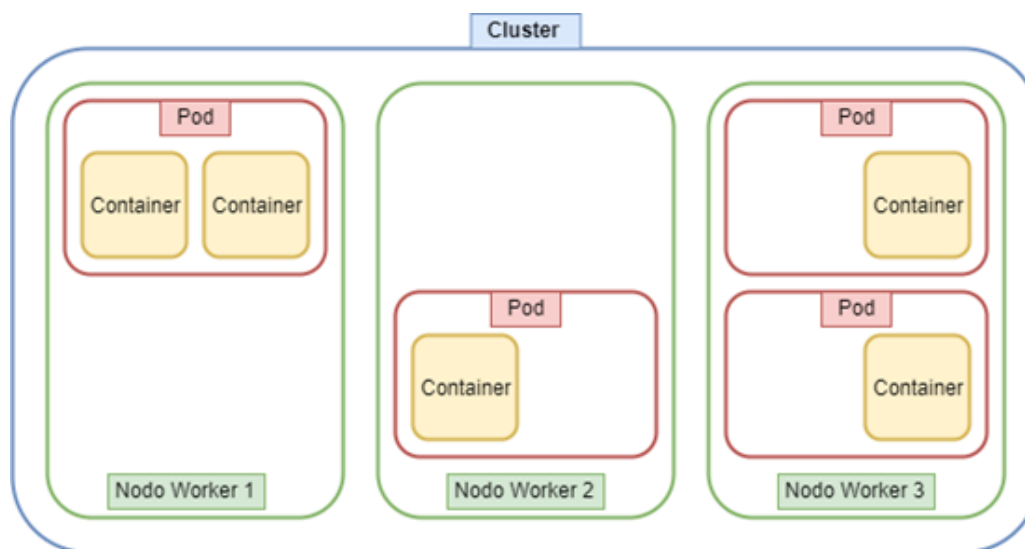 Cluster
Pod
Container
Container
Nodo Worker 1
Pod
Container
Nodo Worker 2
Pod
Container
Pod
Container
Nodo Worker 3